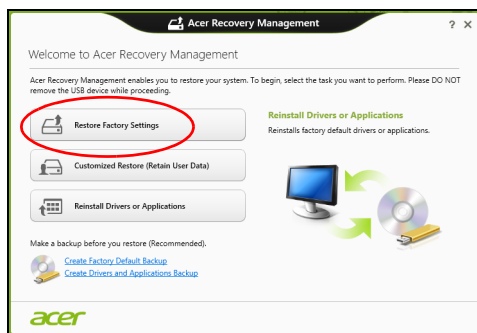 Acer Recovery Management
? X
Welcome to Acer Recovery Management
Acer Recovery Management enables you to restore your system. To begin, select the task you want to perform. Please DO NOT
remove the USB device while proceeding.
Restore Factory Settings
Reinstall Drivers or Applications
Reinstalls factory default drivers or applications.
Customized Restore (Retain User Data)
Reinstall Drivers or Applications
Make a backup before you restore (Recommended).
Create Factory Default Backup
Create Drivers and Applications Backup
acer